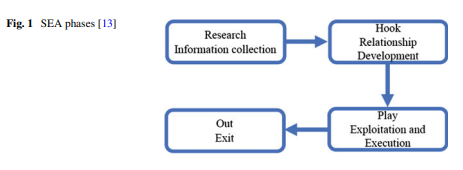 Fig. 1 SEA phases [13]
Research
Information collection
Hook
Relationship
Development
Play
Exploitation and
Execution
Out
Exit